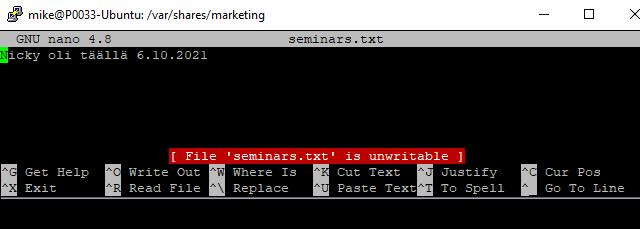 mike@P0033-Ubuntu: /var/shares/marketing
GNU nano 4.8 seminars.txt
Nicky oli täällä 6.10.2021
[ File 'seminars.txt' is unwritable ]
^G Get Help ^O Write Out ^W Where Is ^K Cut Text ^J Justify ^C Cur Pos
^X Exit ^R Read File ^\ Replace ^U Paste Text^T To Spell ^_ Go To Line